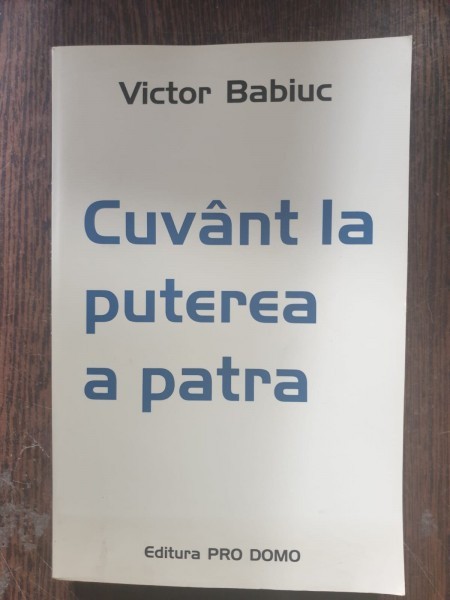 Victor Babiuc
Cuvânt la
puterea
a patra
Editura PRO DOMO